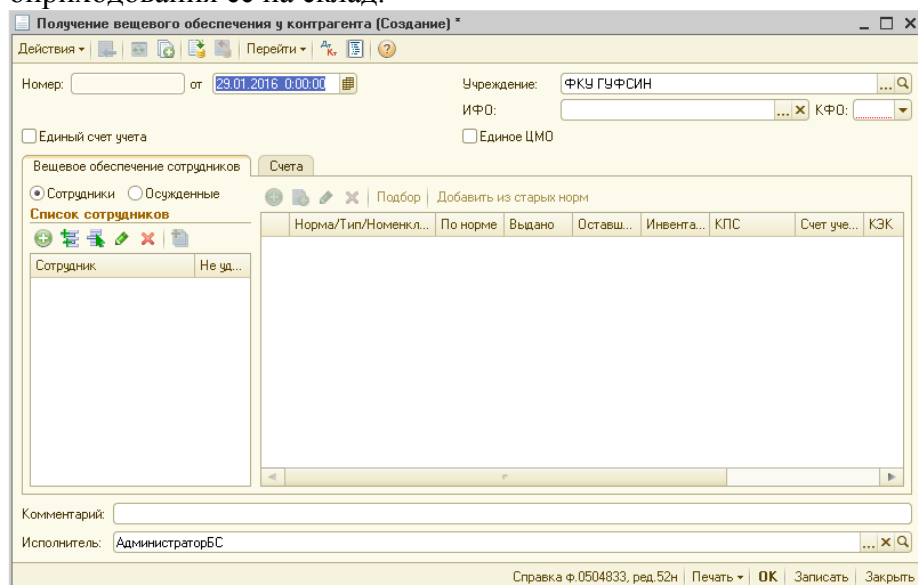 оприходования ее на склад.
Получение вещевого обеспечения у контрагента (Создание) *
Действия Перейти
Номер: от 29.01.2016 0:00:00 Учреждение: ФКУ ГУФСИН
ИФО: КФО:
Единый счет учета Единое ЦМО
Вещевое обеспечение сотрудников Счета
Сотрудники Осужденные Подбор Добавить из старых норм
Список сотрудников
Норма/Тип/Номенкл... По норме Выдано Оставш... Инвента... КПС Счет уче... КЭК
Сотрудник Не уд...
Комментарий:
Исполнитель: АдминистраторБС
Справка ф.0504833, ред.52н Печать OK Записать Закрыть